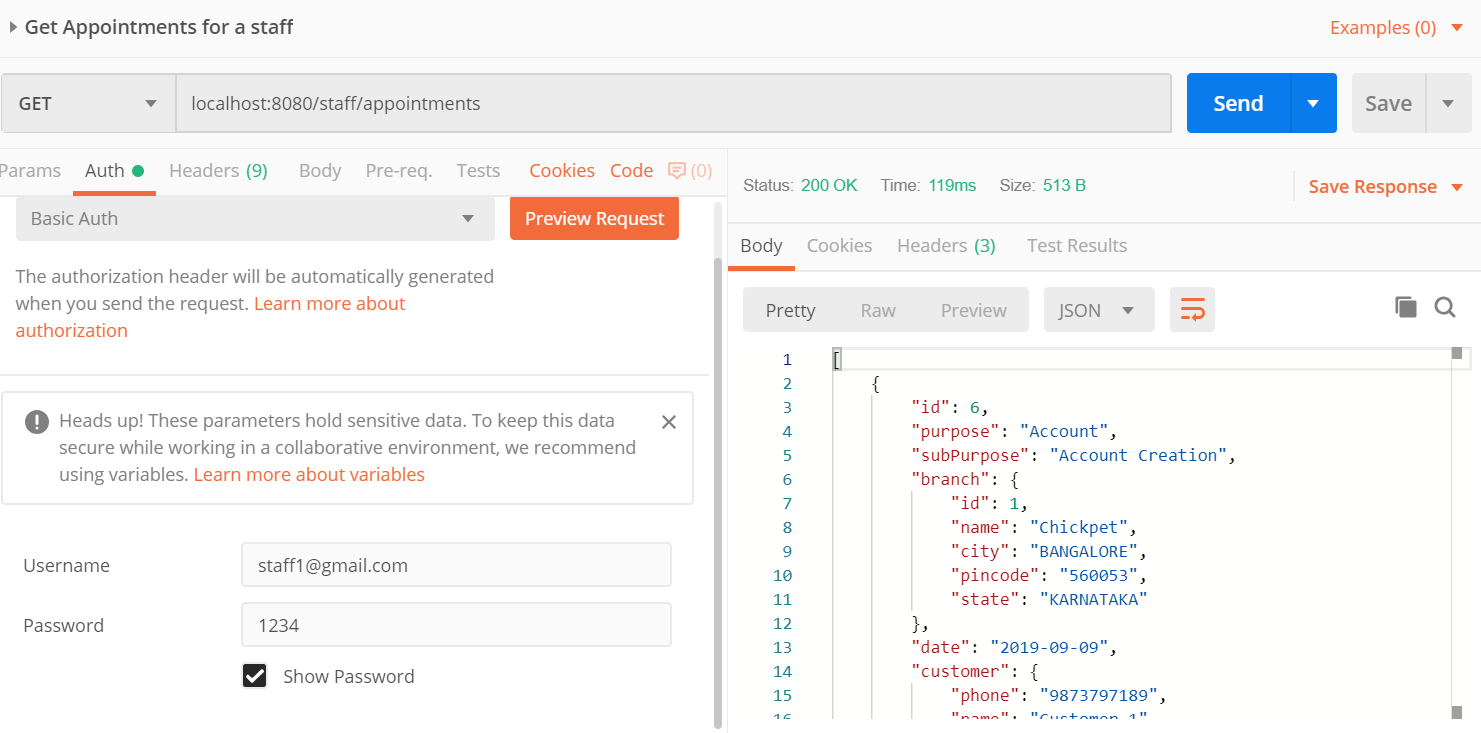 Get Appointments for a staff
Examples (0)
GET
localhost:8080/staff/appointments
Send
Save
Params Auth Headers (9) Body Pre-req. Tests Cookies Code (0)
Basic Auth
Preview Request
The authorization header will be automatically generated
when you send the request. Learn more about
authorization
Heads up! These parameters hold sensitive data. To keep this data
secure while working in a collaborative environment, we recommend
using variables. Learn more about variables
Username staff1@gmail.com
Password 1234
Show Password
Status: 200 OK Time: 119ms Size: 513 B
Save Response
Body Cookies Headers (3) Test Results
Pretty Raw Preview JSON
1 [
2 {
3 "id": 6,
4 "purpose": "Account",
5 "subPurpose": "Account Creation",
6 "branch": {
7 "id": 1,
8 "name": "Chickpet",
9 "city": "BANGALORE",
10 "pincode": "560053",
11 "state": "KARNATAKA"
12 },
13 "date": "2019-09-09",
14 "customer": {
15 "phone": "9873797189",
16 "name": "Customer 1"